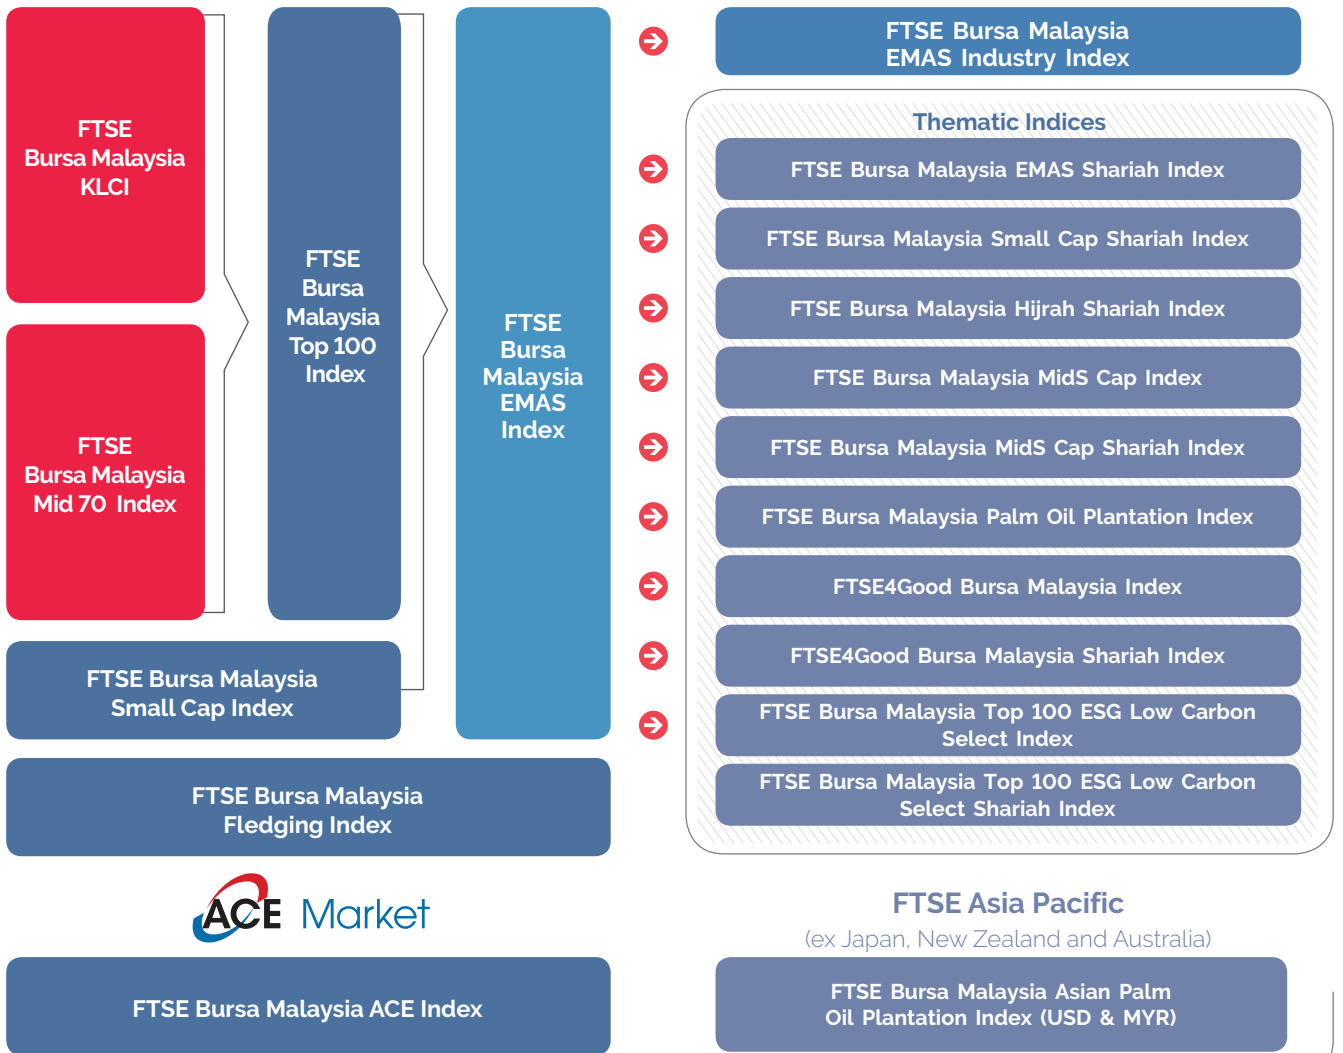 FTSE
Bursa Malaysia
KLCI
FTSE
Bursa Malaysia
Mid 70 Index
FTSE
Bursa
Malaysia
Top 100
Index
FTSE Bursa Malaysia
Small Cap Index
FTSE
Bursa
Malaysia
EMAS
Index
FTSE Bursa Malaysia
Fledging Index
ACE Market
FTSE Bursa Malaysia ACE Index
FTSE Bursa Malaysia
EMAS Industry Index
Thematic Indices
FTSE Bursa Malaysia EMAS Shariah Index
FTSE Bursa Malaysia Small Cap Shariah Index
FTSE Bursa Malaysia Hijrah Shariah Index
FTSE Bursa Malaysia MidS Cap Index
FTSE Bursa Malaysia MidS Cap Shariah Index
FTSE Bursa Malaysia Palm Oil Plantation Index
FTSE4Good Bursa Malaysia Index
FTSE4Good Bursa Malaysia Shariah Index
FTSE Bursa Malaysia Top 100 ESG Low Carbon
Select Index
FTSE Bursa Malaysia Top 100 ESG Low Carbon
Select Shariah Index
FTSE Asia Pacific
(ex Japan, New Zealand and Australia)
FTSE Bursa Malaysia Asian Palm
Oil Plantation Index (USD & MYR)